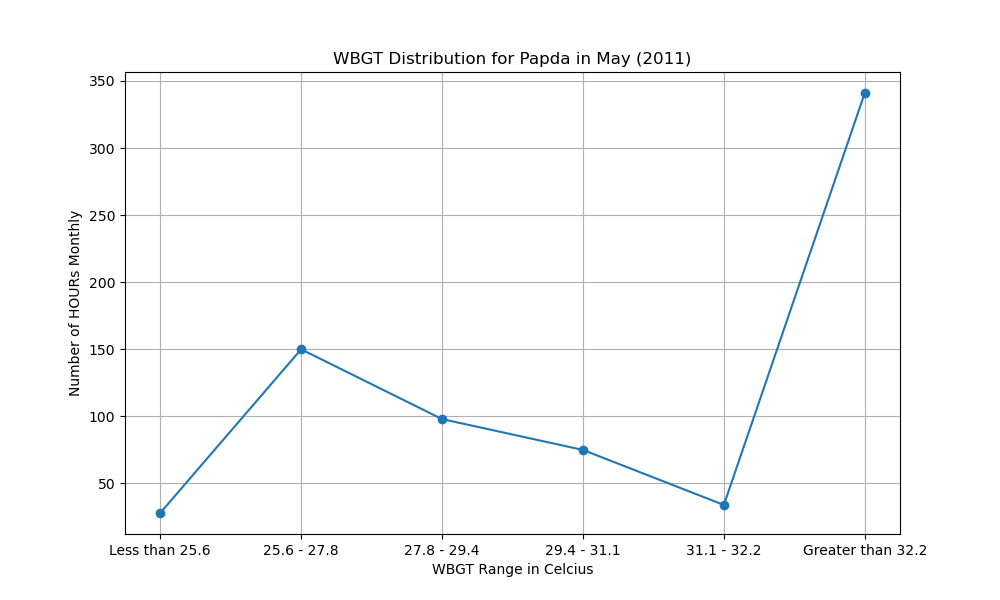 WBGT Distribution for Papda in May (2011)
Number of HOURs Monthly
350
300
250
200
150
100
50
Less than 25.6
25.6 - 27.8
27.8 - 29.4
29.4 - 31.1
31.1 - 32.2
Greater than 32.2
WBGT Range in Celcius